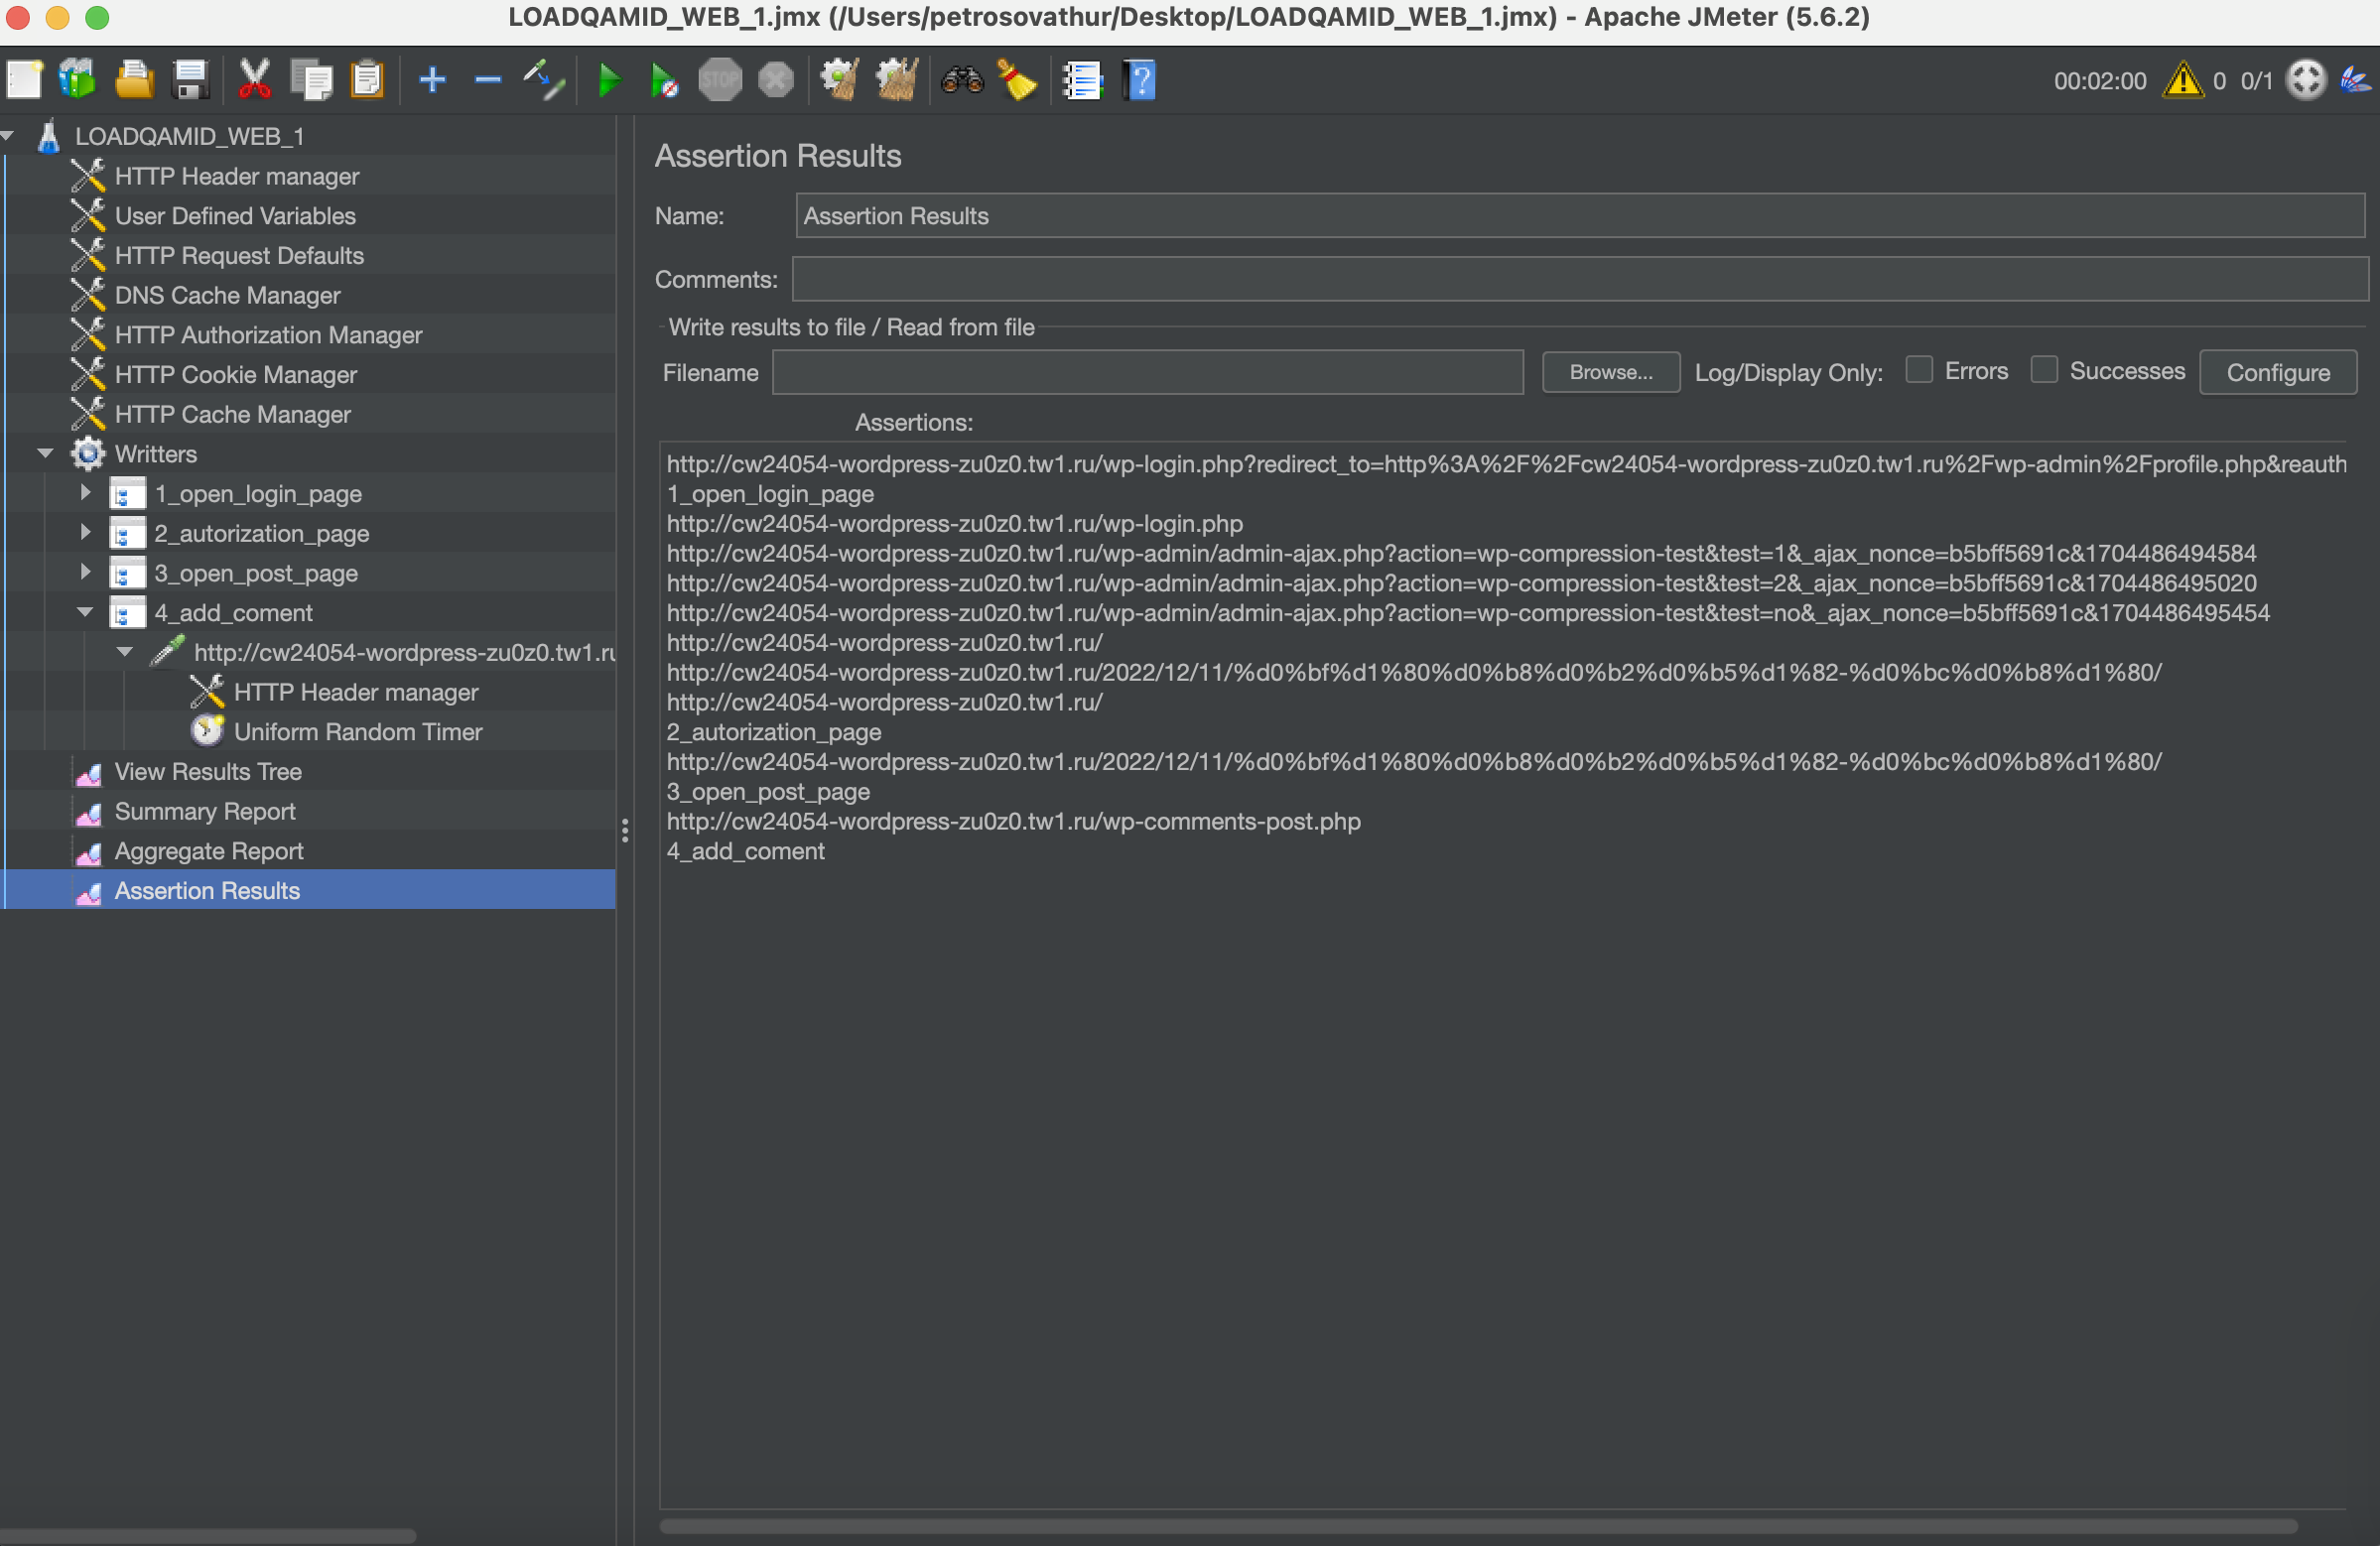 LOADQAMID_WEB_1.jmx (/Users/petrosovathur/Desktop/LOADQAMID_WEB_1.jmx) - Apache JMeter (5.6.2)
STOP
00:02:00 0 0/1
LOADQAMID_WEB_1
HTTP Header manager
User Defined Variables
HTTP Request Defaults
DNS Cache Manager
HTTP Authorization Manager
HTTP Cookie Manager
HTTP Cache Manager
Writters
1_open_login_page
2_autorization_page
3_open_post_page
4_add_coment
http://cw24054-wordpress-zu0z0.tw1.ru
HTTP Header manager
Uniform Random Timer
View Results Tree
Summary Report
Aggregate Report
Assertion Results
Assertion Results
Name: Assertion Results
Comments:
Write results to file / Read from file
Filename Browse... Log/Display Only: Errors Successes Configure
Assertions:
http://cw24054-wordpress-zu0z0.tw1.ru/wp-login.php?redirect_to=http%3A%2F%2Fcw24054-wordpress-zu0z0.tw1.ru%2Fwp-admin%2Fprofile.php&reauth
1_open_login_page
http://cw24054-wordpress-zu0z0.tw1.ru/wp-login.php
http://cw24054-wordpress-zu0z0.tw1.ru/wp-admin/admin-ajax.php?action=wp-compression-test&test=1&_ajax_nonce=b5bff5691c&1704486494584
http://cw24054-wordpress-zu0z0.tw1.ru/wp-admin/admin-ajax.php?action=wp-compression-test&test=2&_ajax_nonce=b5bff5691c&1704486495020
http://cw24054-wordpress-zu0z0.tw1.ru/wp-admin/admin-ajax.php?action=wp-compression-test&test=no&_ajax_nonce=b5bff5691c&1704486495454
http://cw24054-wordpress-zu0z0.tw1.ru/
http://cw24054-wordpress-zu0z0.tw1.ru/2022/12/11/%d0%bf%d1%80%d0%b8%d0%b2%d0%b5%d1%82-%d0%bc%d0%b8%d1%80/
http://cw24054-wordpress-zu0z0.tw1.ru/
2_autorization_page
http://cw24054-wordpress-zu0z0.tw1.ru/2022/12/11/%d0%bf%d1%80%d0%b8%d0%b2%d0%b5%d1%82-%d0%bc%d0%b8%d1%80/
3_open_post_page
http://cw24054-wordpress-zu0z0.tw1.ru/wp-comments-post.php
4_add_coment